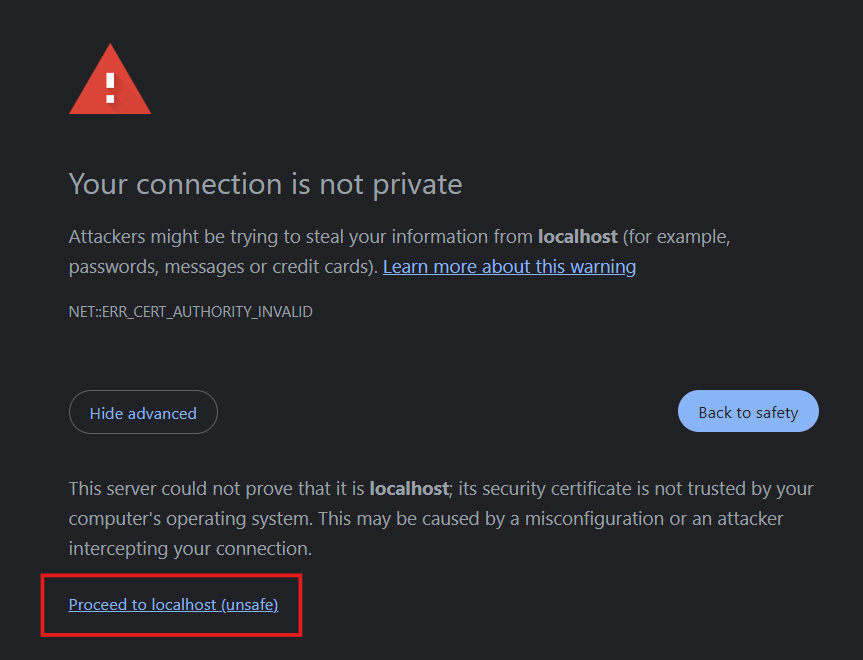 Your connection is not private
Attackers might be trying to steal your information from localhost (for example,
passwords, messages or credit cards). Learn more about this warning
NET::ERR_CERT_AUTHORITY_INVALID
Hide advanced
Back to safety
This server could not prove that it is localhost; its security certificate is not trusted by your
computer's operating system. This may be caused by a misconfiguration or an attacker
intercepting your connection.
Proceed to localhost (unsafe)